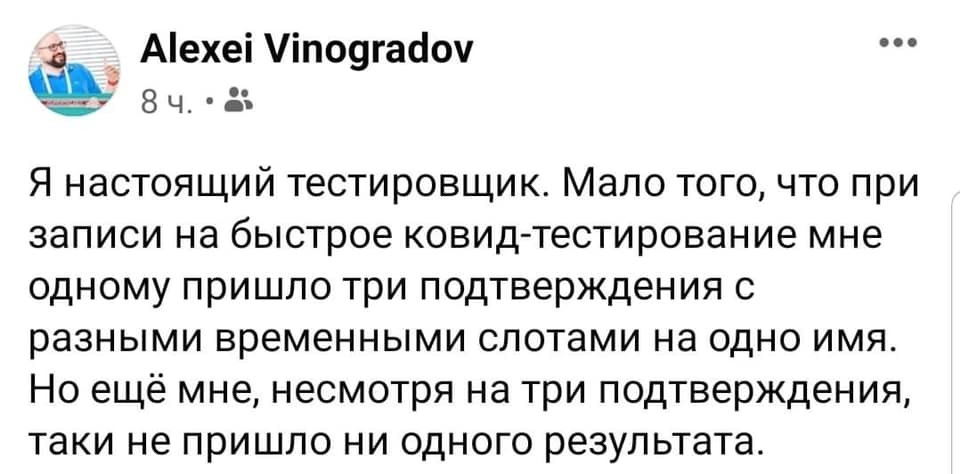 Alexei Vinogradov
8 ч. •
Я настоящий тестировщик. Мало того, что при
записи на быстрое ковид-тестирование мне
одному пришло три подтверждения с
разными временными слотами на одно имя.
Но ещё мне, несмотря на три подтверждения,
таки не пришло ни одного результата.